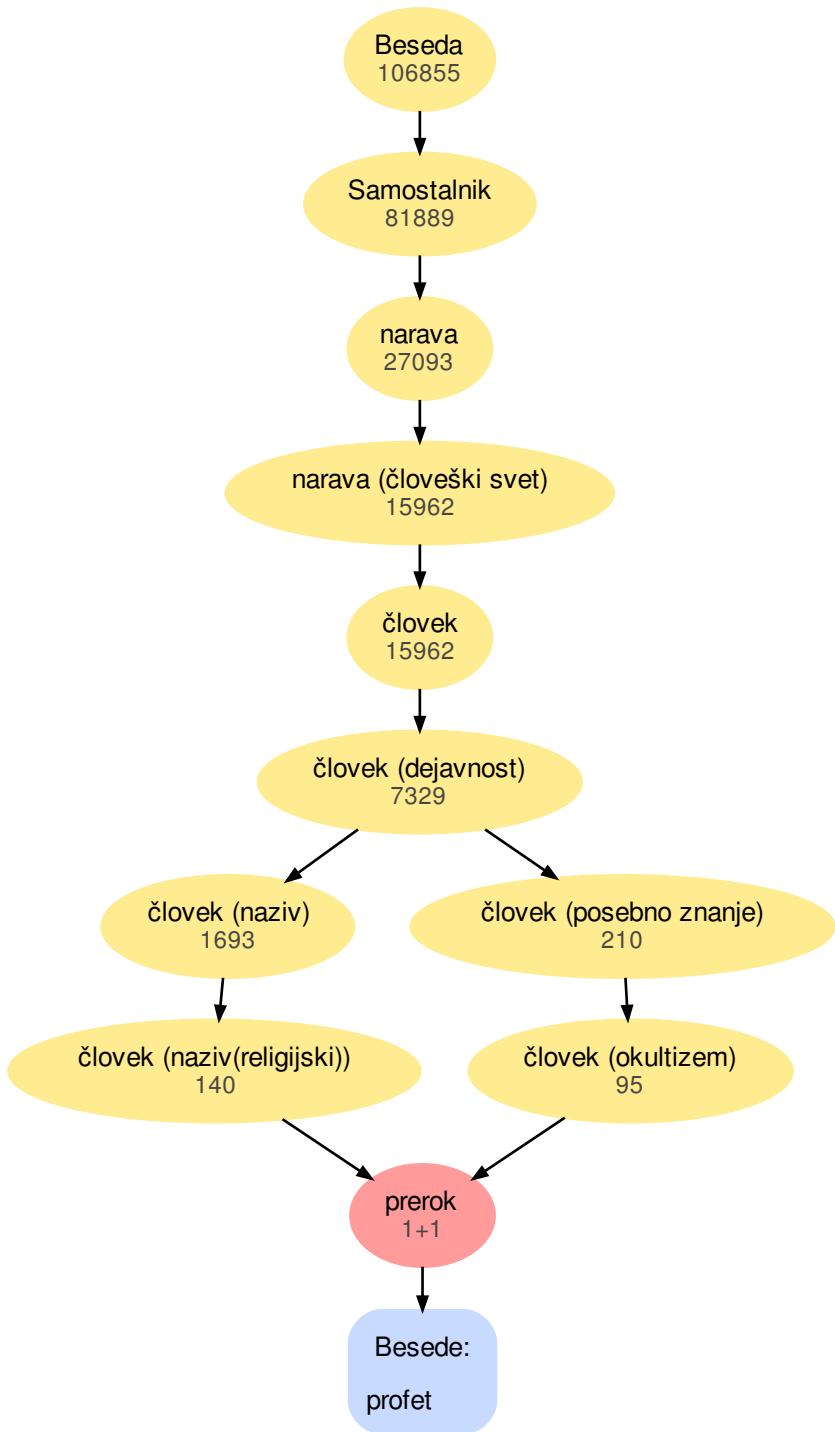 Beseda
106855
Samostalnik
81889
narava
27093
narava (človeški svet)
15962
človek
15962
človek (dejavnost)
7329
človek (naziv)
1693
človek (posebno znanje)
210
človek (naziv(religijski))
140
človek (okultizem)
95
prerok
1+1
Besede:
profet